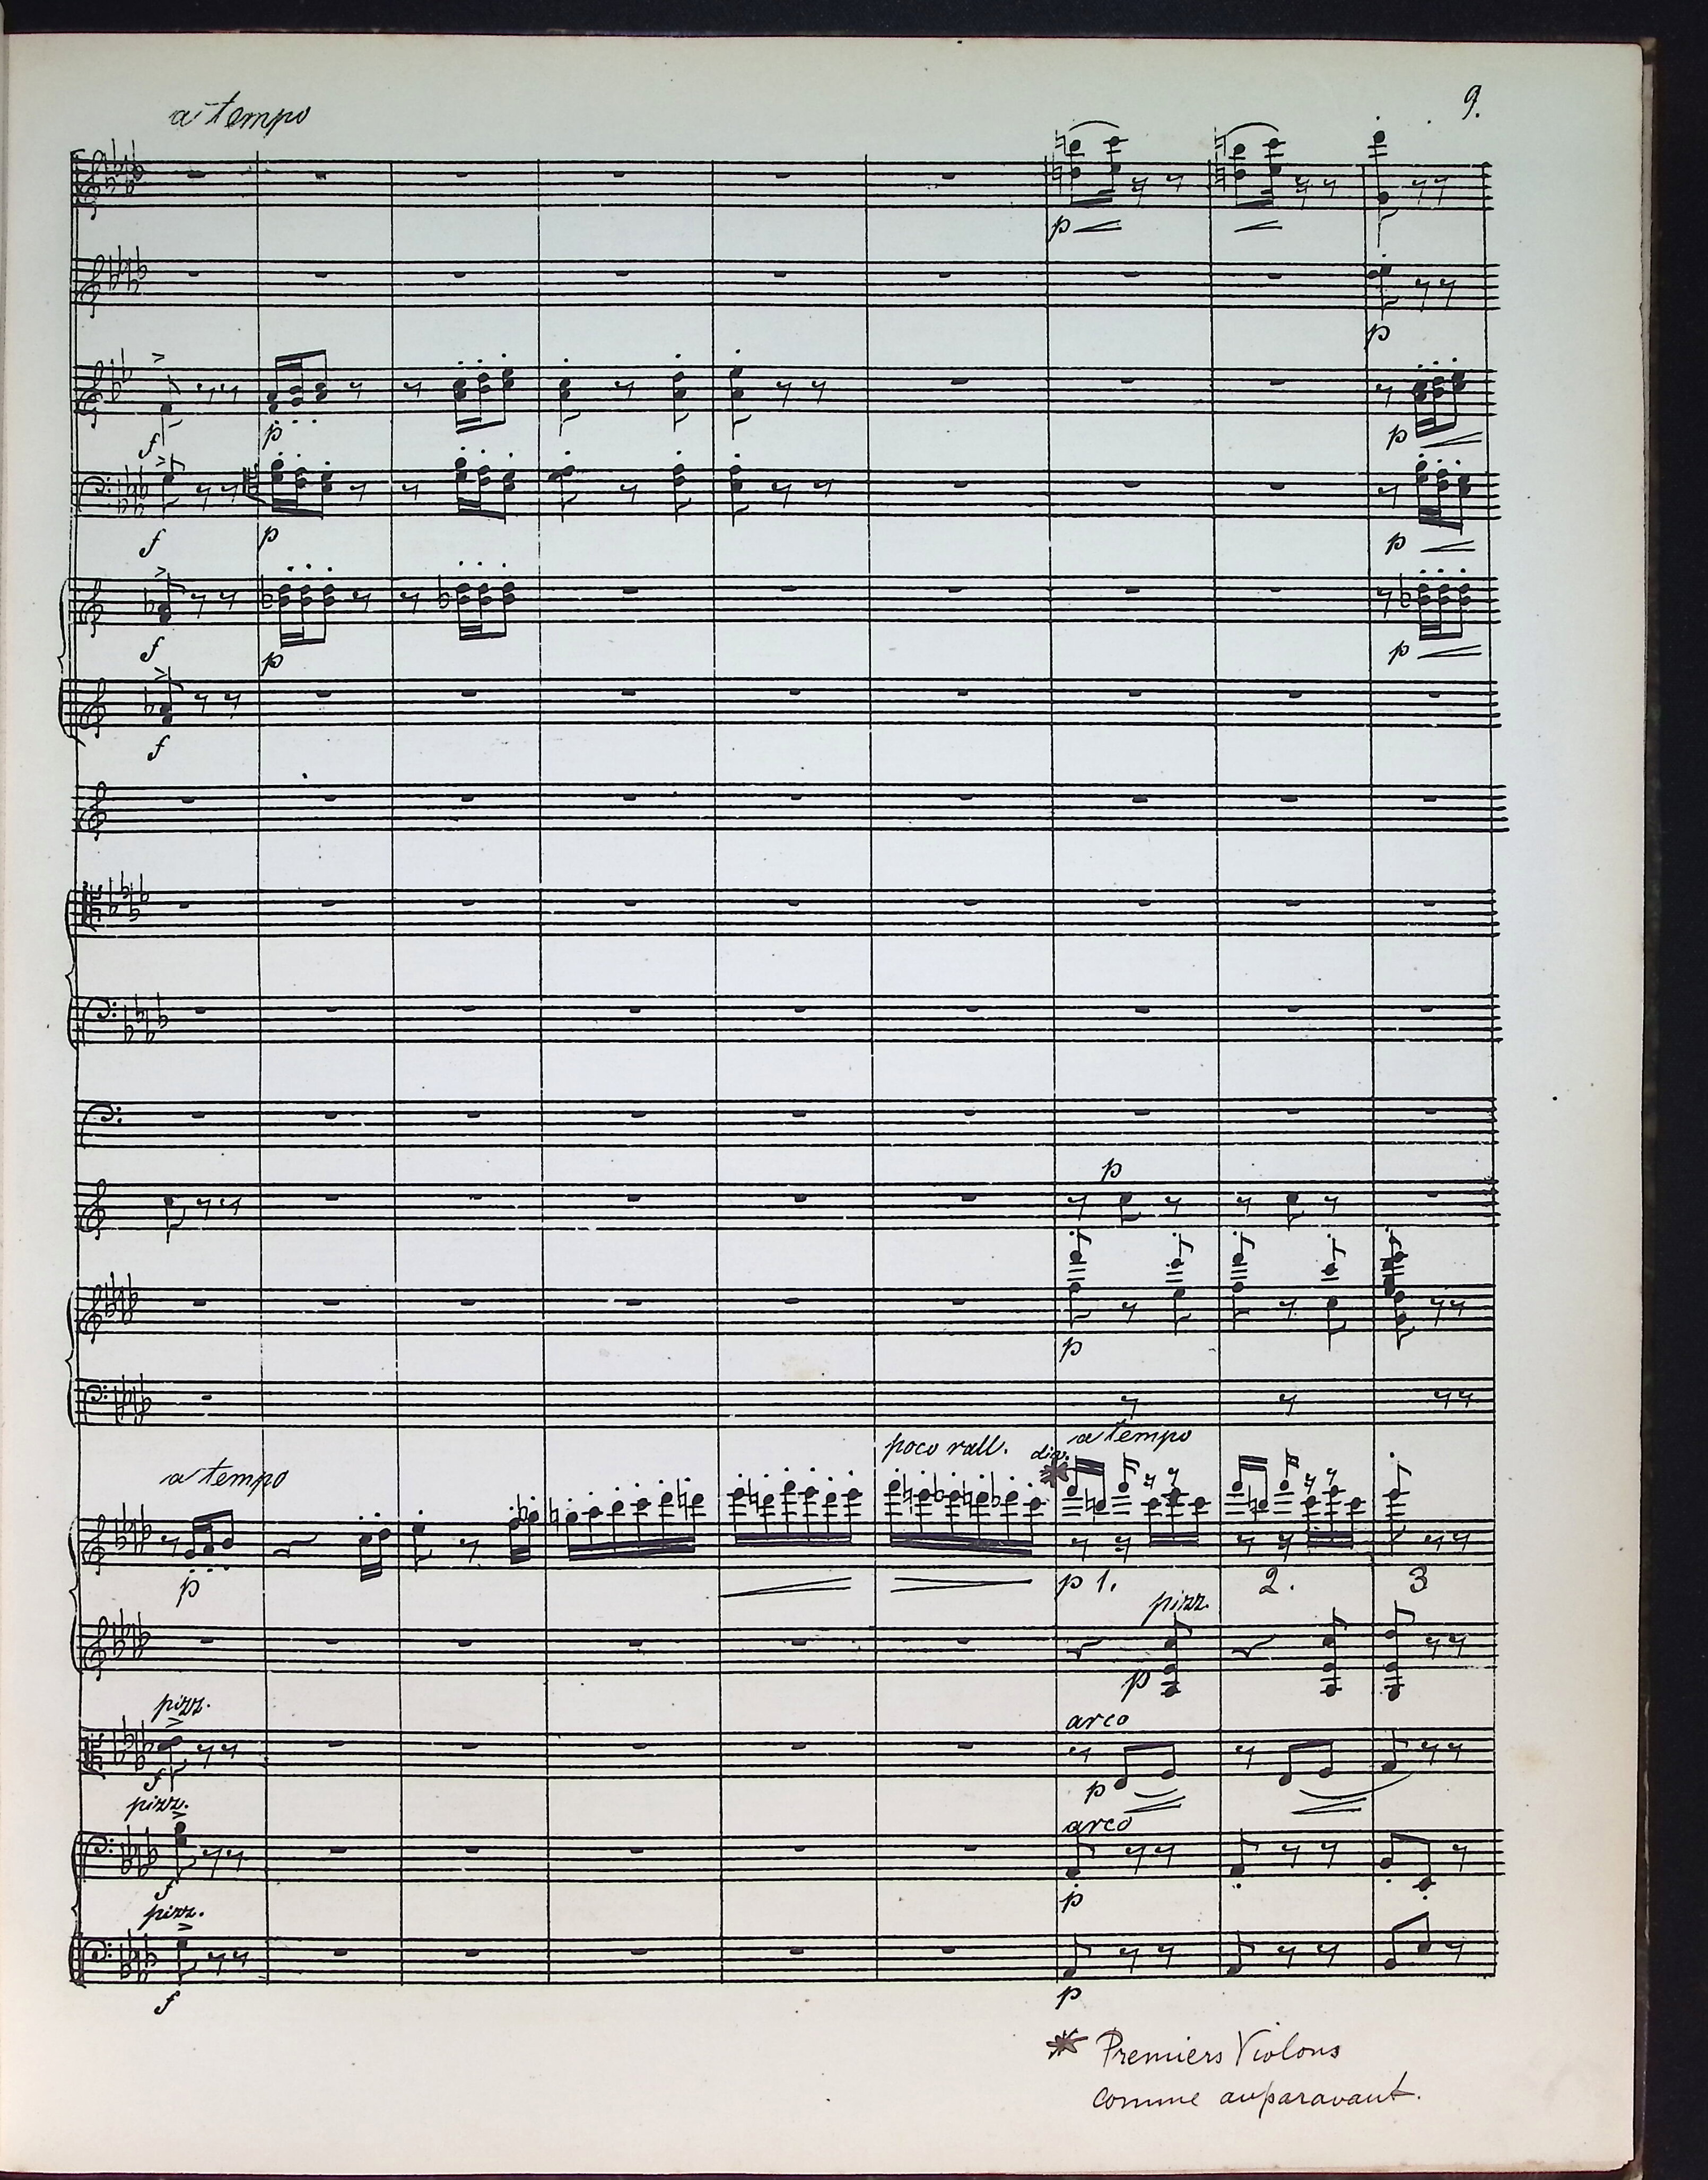 9.
a tempo
p
p
f
p
p
f
p
p
f
p
p
f
p
p
poco rall.
div.
a tempo
a tempo
p
p 1.
2.
3
pizz.
p
pizz.
arco
f
p
pizz.
arco
f
p
pizz.
f
p
* Premiers Violons
comme auparavant.